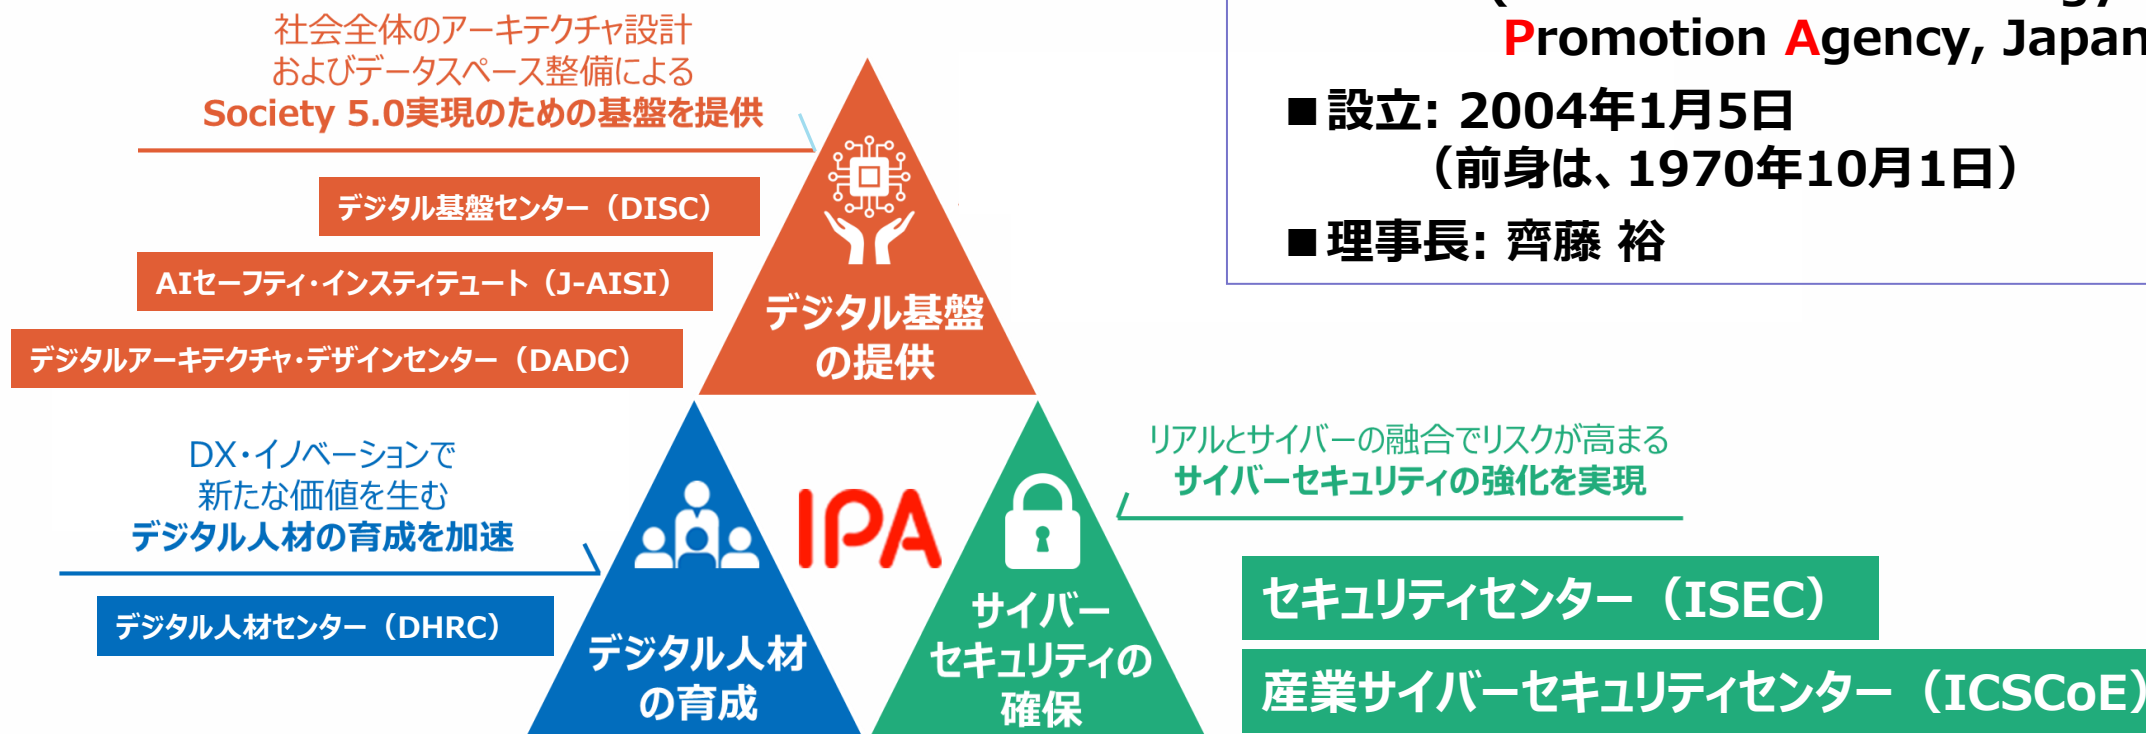 社会全体のアーキテクチャ設計
およびデータスペース整備による
Society 5.0実現のための基盤を提供
デジタル基盤センター（DISC）
AIセーフティ・インスティテュート（J-AISI）
デジタルアーキテクチャ・デザインセンター（DADC）
デジタル基盤
の提供
Promotion Agency, Japan
■設立: 2004年1月5日
（前身は、1970年10月1日）
■理事長: 齊藤 裕
DX・イノベーションで
新たな価値を生む
デジタル人材の育成を加速
デジタル人材センター（DHRC）
デジタル人材
の育成
IPA
サイバー
セキュリティの
確保
リアルとサイバーの融合でリスクが高まる
サイバーセキュリティの強化を実現
セキュリティセンター（ISEC）
産業サイバーセキュリティセンター（ICSCoE）